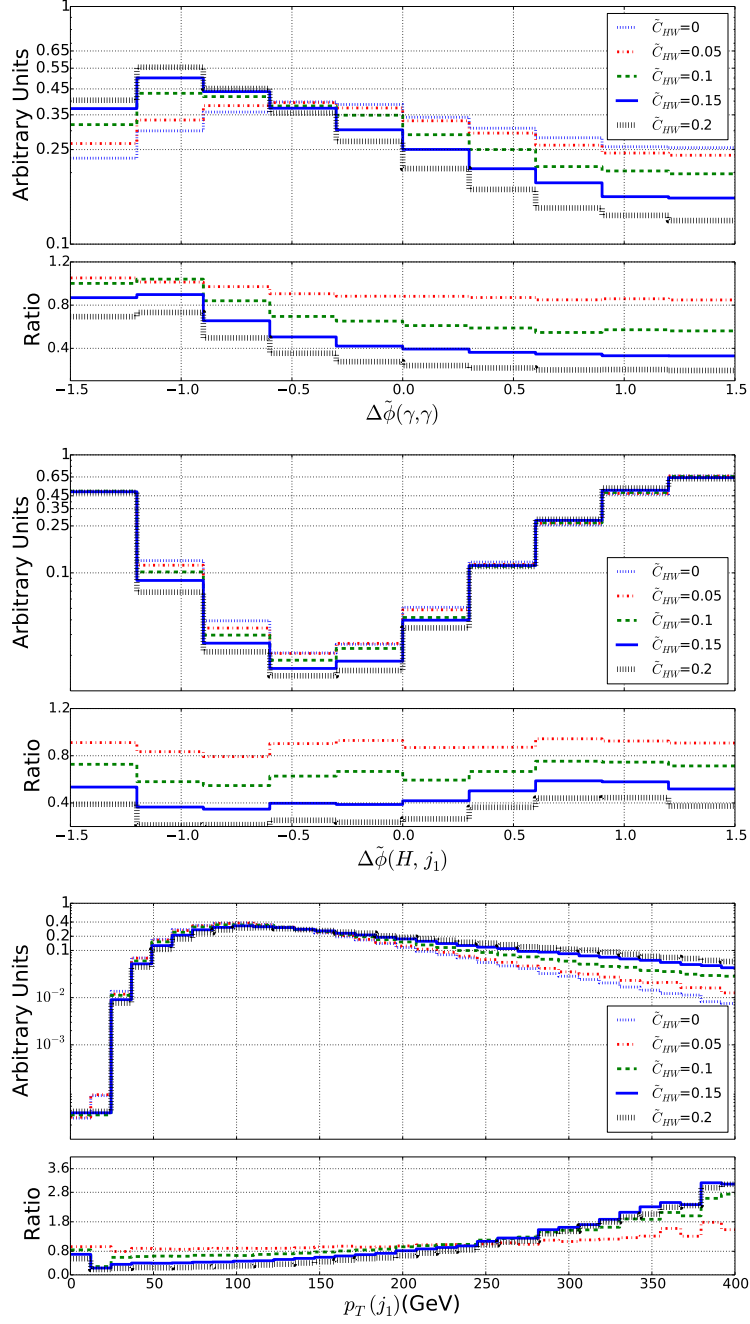 Arbitrary Units
1
0.65
0.55
0.45
0.35
0.25
0.1
C̃_HW=0
C̃_HW=0.05
C̃_HW=0.1
C̃_HW=0.15
C̃_HW=0.2
Ratio
1.2
0.8
0.4
−1.5 −1.0 −0.5 0.0 0.5 1.0 1.5
Δφ̃(γ,γ)
Arbitrary Units
1
0.65
0.45
0.35
0.25
0.1
C̃_HW=0
C̃_HW=0.05
C̃_HW=0.1
C̃_HW=0.15
C̃_HW=0.2
Ratio
1.2
0.8
0.4
−1.5 −1.0 −0.5 0.0 0.5 1.0 1.5
Δφ̃(H, j₁)
Arbitrary Units
1
0.4
0.2
0.1
10⁻²
10⁻³
C̃_HW=0
C̃_HW=0.05
C̃_HW=0.1
C̃_HW=0.15
C̃_HW=0.2
Ratio
3.6
2.8
1.8
0.8
0.0
0 50 100 150 200 250 300 350 400
p_T(j₁)(GeV)